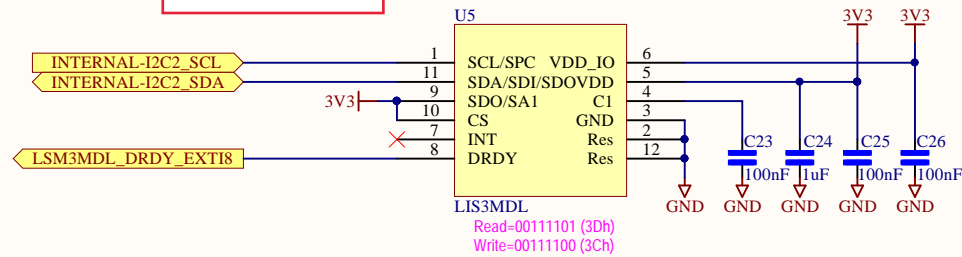 U5
3V3 3V3
INTERNAL-I2C2_SCL 1 SCL/SPC VDD_IO 6
INTERNAL-I2C2_SDA 11 SDA/SDI/SDOVDD 5
3V3 9 SDO/SA1 C1 4
10 CS GND 3
7 INT Res 2
LSM3MDL_DRDY_EXTI8 8 DRDY Res 12
C23 C24 C25 C26
100nF 1uF 100nF 100nF
LIS3MDL GND GND GND GND GND
Read=00111101 (3Dh)
Write=00111100 (3Ch)